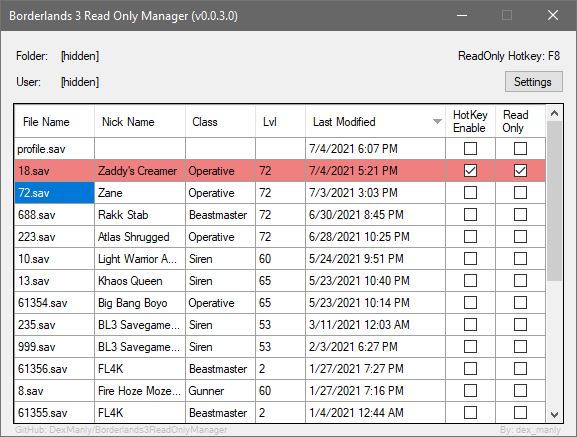 Borderlands 3 Read Only Manager (v0.0.3.0)
Folder: [hidden] ReadOnly Hotkey: F8
User: [hidden] Settings
File Name Nick Name Class Lvl Last Modified HotKey Enable Read Only
profile.sav 7/4/2021 6:07 PM
18.sav Zaddy's Creamer Operative 72 7/4/2021 5:21 PM
72.sav Zane Operative 72 7/3/2021 3:03 PM
688.sav Rakk Stab Beastmaster 72 6/30/2021 8:45 PM
223.sav Atlas Shrugged Operative 72 6/28/2021 10:25 PM
10.sav Light Warrior A... Siren 60 5/24/2021 9:51 PM
13.sav Khaos Queen Siren 65 5/23/2021 10:40 PM
61354.sav Big Bang Boyo Operative 65 5/23/2021 10:14 PM
235.sav BL3 Savegame... Siren 53 3/11/2021 12:03 AM
999.sav BL3 Savegame... Siren 53 2/3/2021 6:27 PM
61356.sav FL4K Beastmaster 2 1/27/2021 7:27 PM
8.sav Fire Hoze Moze... Gunner 60 1/27/2021 7:16 PM
61355.sav FL4K Beastmaster 2 1/4/2021 12:44 AM
GitHub: DexManly/Borderlands3ReadOnlyManager By: dex_manly